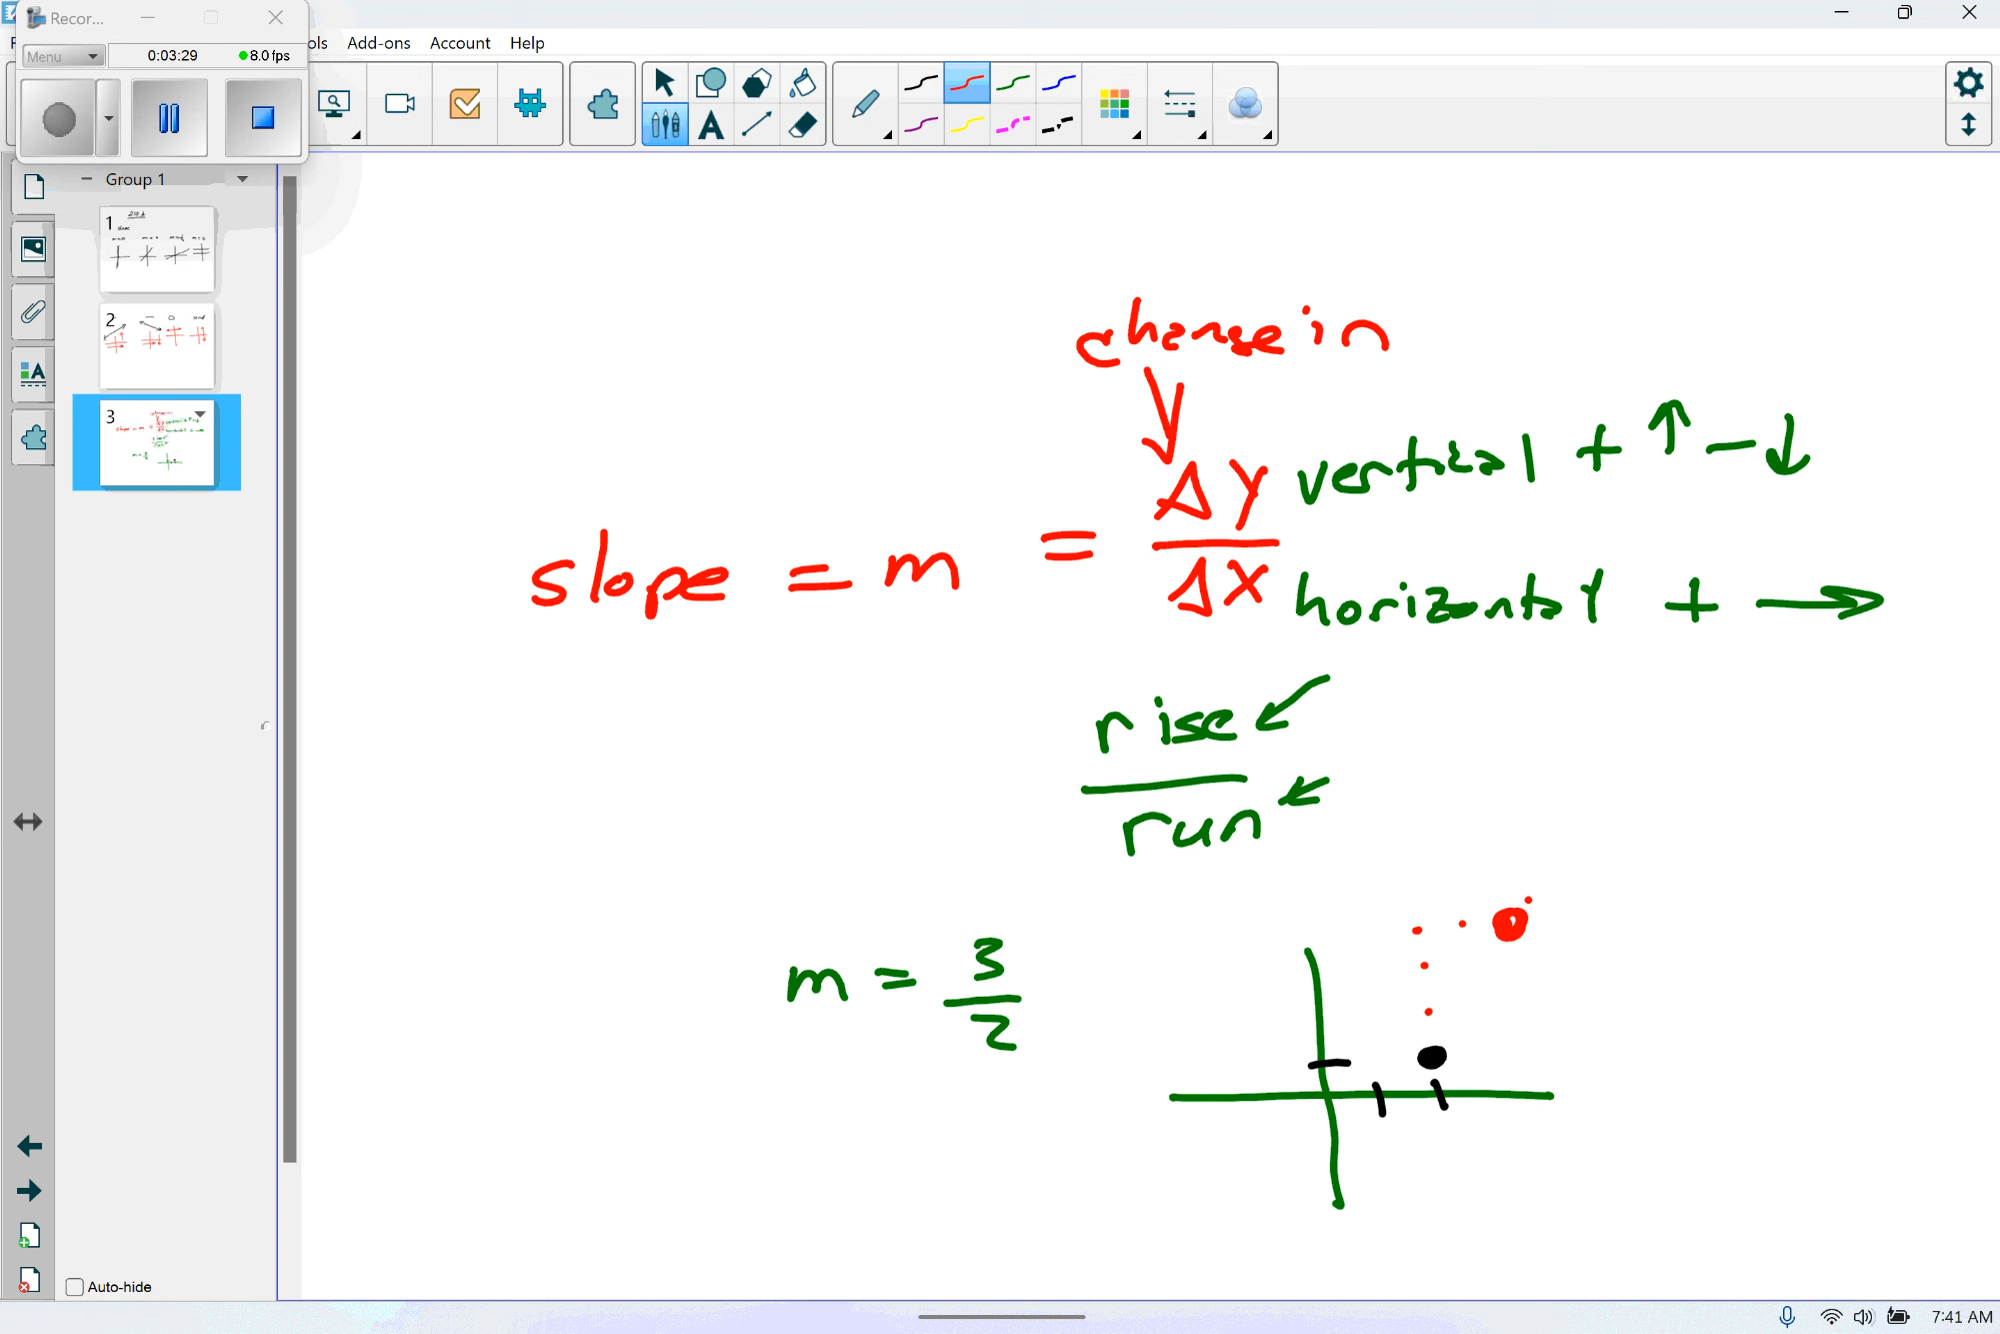 Recor...
Menu 0:03:29 8.0 fps
ols Add-ons Account Help
Group 1
1
2
3
change in
ΔY vertical + ↑ - ↓
slope = m =
ΔX horizontal + →
rise
run
m = 3
2
Auto-hide
7:41 AM